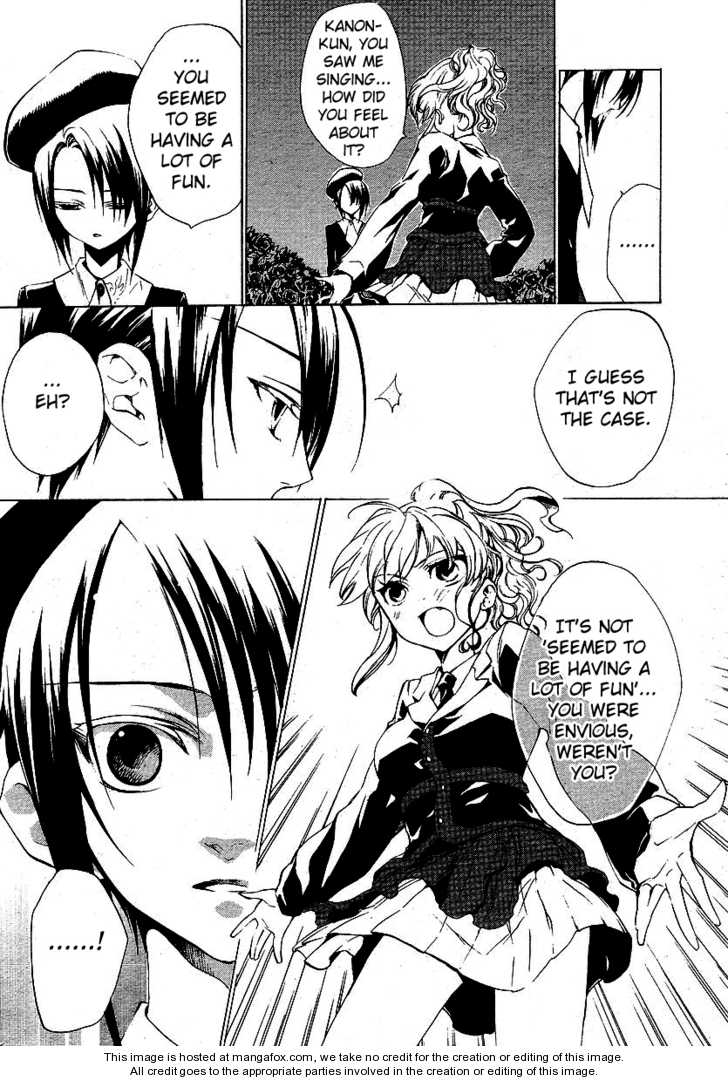 ......
KANON-
KUN, YOU
SAW ME
SINGING...
HOW DID
YOU FEEL
ABOUT
IT?
...
YOU
SEEMED
TO BE
HAVING A
LOT OF
FUN.
I GUESS
THAT'S NOT
THE CASE.
...
EH?
IT'S NOT
'SEEMED TO
BE HAVING A
LOT OF FUN'...
YOU WERE
ENVIOUS,
WEREN'T
YOU?
......!
This image is hosted at mangafox.com, we take no credit for the creation or editing of this image.
All credit goes to the appropriate parties involved in the creation or editing of this image.